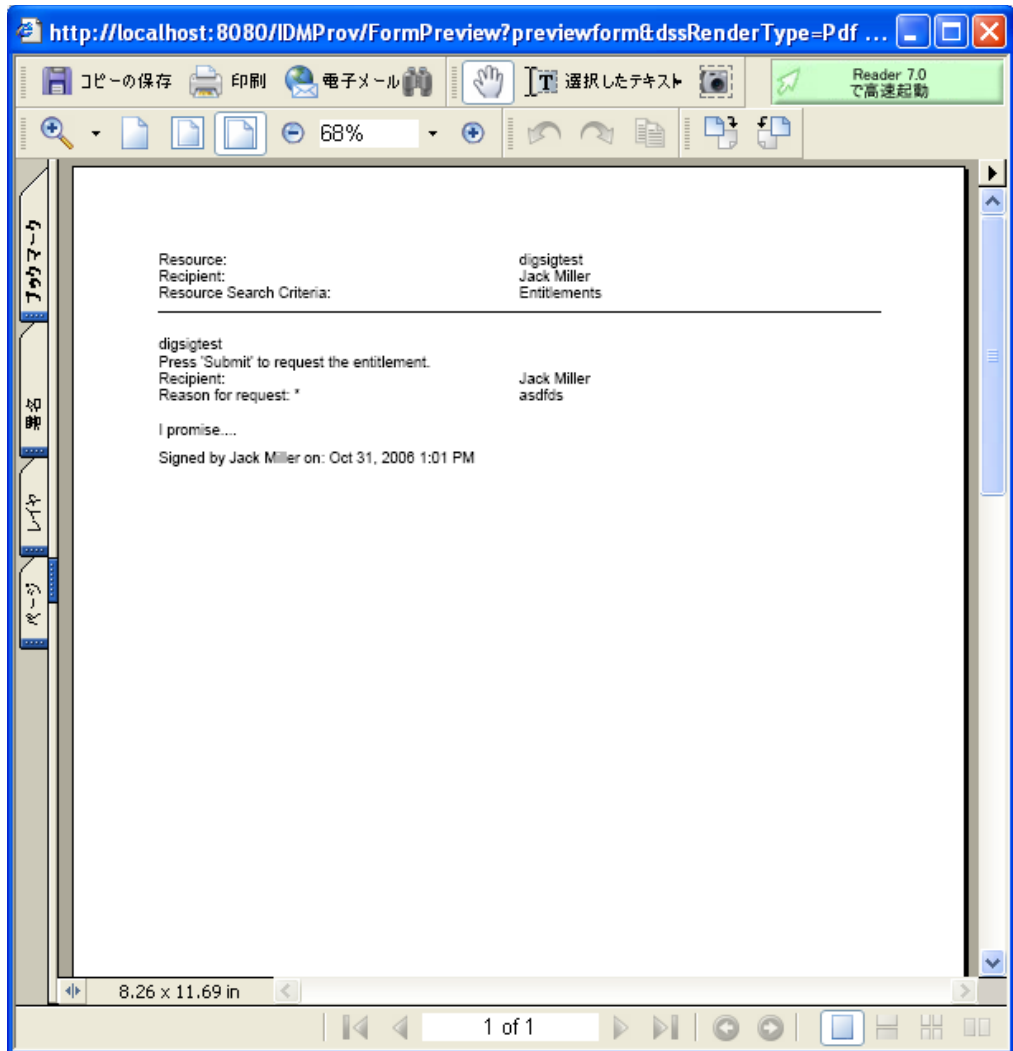 http://localhost:8080/IDMProv/FormPreview?previewform&dssRenderType=Pdf ...
コピーの保存 印刷 電子メール 選択したテキスト Reader 7.0
で高速起動
68%
ブックマーク
署名
レイヤ
ページ
Resource: digsigtest
Recipient: Jack Miller
Resource Search Criteria: Entitlements
digsigtest
Press 'Submit' to request the entitlement.
Recipient: Jack Miller
Reason for request: * asdfds
I promise....
Signed by Jack Miller on: Oct 31, 2006 1:01 PM
8.26 x 11.69 in
1 of 1